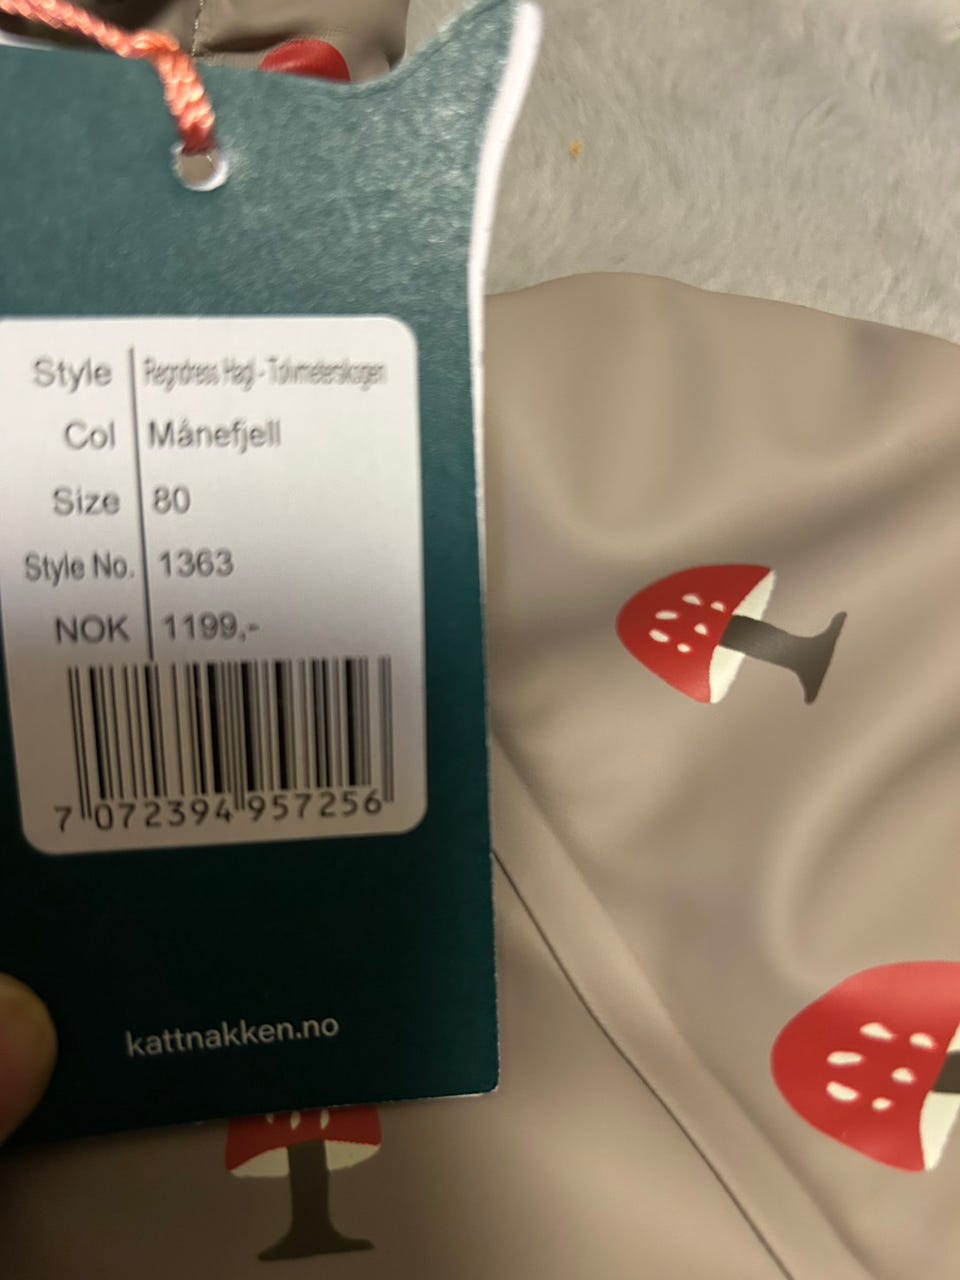 Style Regndress Hagl - Tolvmeterskogen
Col Månefjell
Size 80
Style No. 1363
NOK 1199,-
7 072394 957256
kattnakken.no